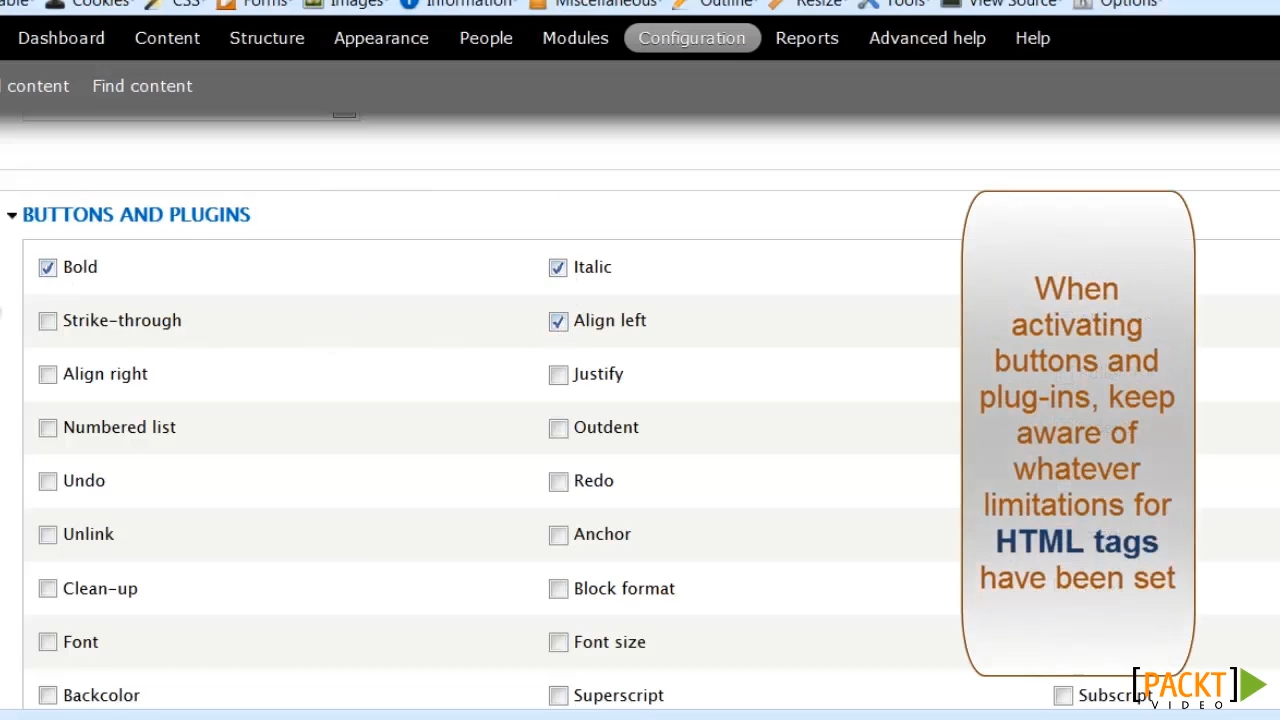 Cookies CSS Forms Images Information Miscellaneous Outline Resize Tools View Source Options
Dashboard Content Structure Appearance People Modules Configuration Reports Advanced help Help
content Find content
BUTTONS AND PLUGINS
Bold Italic
Strike-through Align left
Align right Justify
Numbered list Outdent
Undo Redo
Unlink Anchor
Clean-up Block format
Font Font size
Backcolor Superscript Subscript
When
activating
buttons and
plug-ins, keep
aware of
whatever
limitations for
HTML tags
have been set
[PACKT]
VIDEO